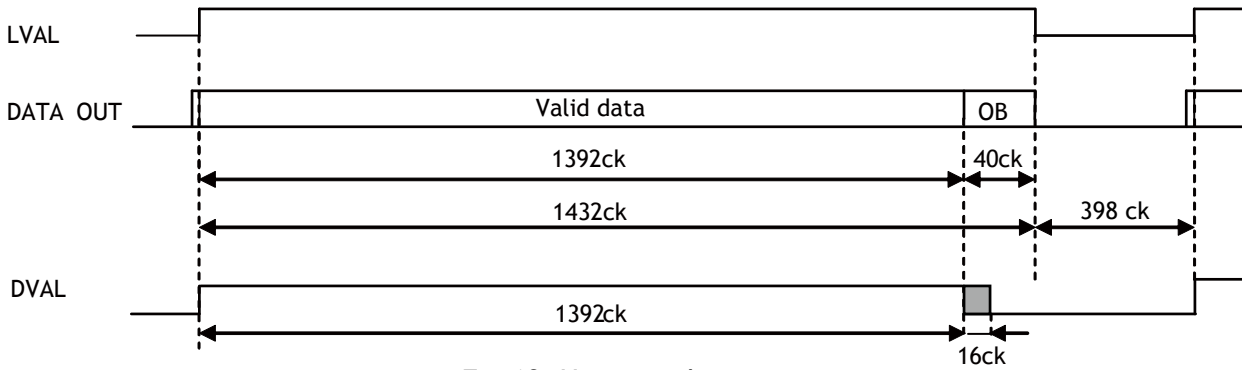 LVAL
DATA OUT
Valid data
OB
1392ck
40ck
1432ck
398 ck
DVAL
1392ck
16ck